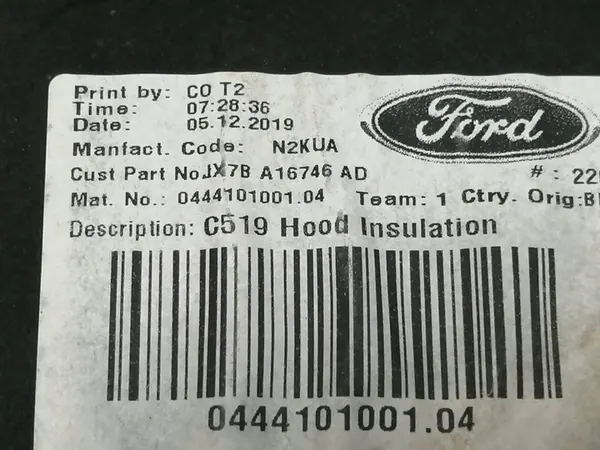 Print by: CO T2
Time: 07:28:36
Date: 05.12.2019
Ford
Manfact. Code: N2KUA
Cust Part No.JX7B A16746 AD # : 22
Mat. No.: 0444101001.04 Team: 1 Ctry. Orig:B
Description: C519 Hood Insulation
0444101001.04